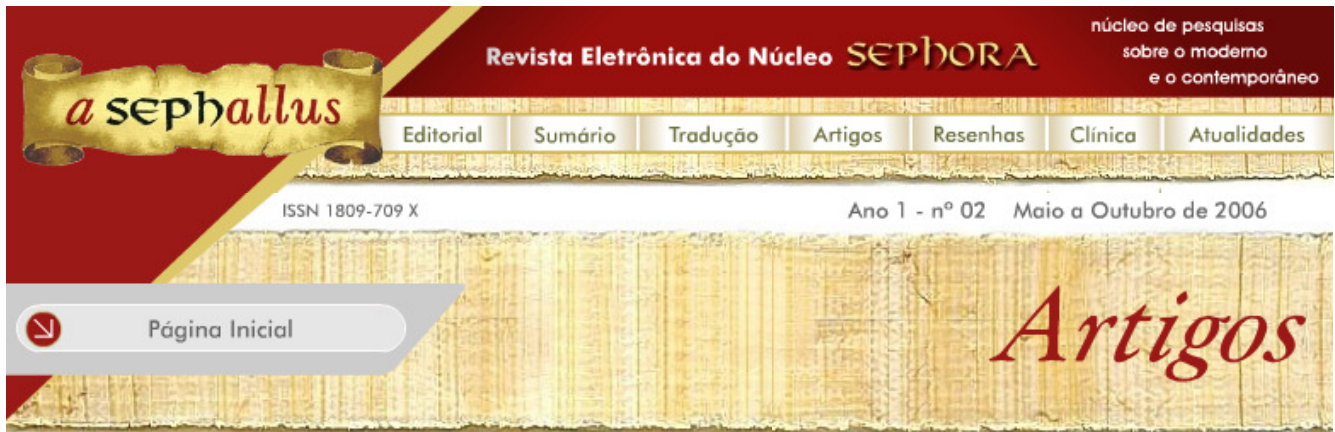 a sephallus
Revista Eletrônica do Núcleo SEPhORA
núcleo de pesquisas
sobre o moderno
e o contemporâneo
Editorial Sumário Tradução Artigos Resenhas Clínica Atualidades
ISSN 1809-709 X Ano 1 - nº 02 Maio a Outubro de 2006
Página Inicial
Artigos